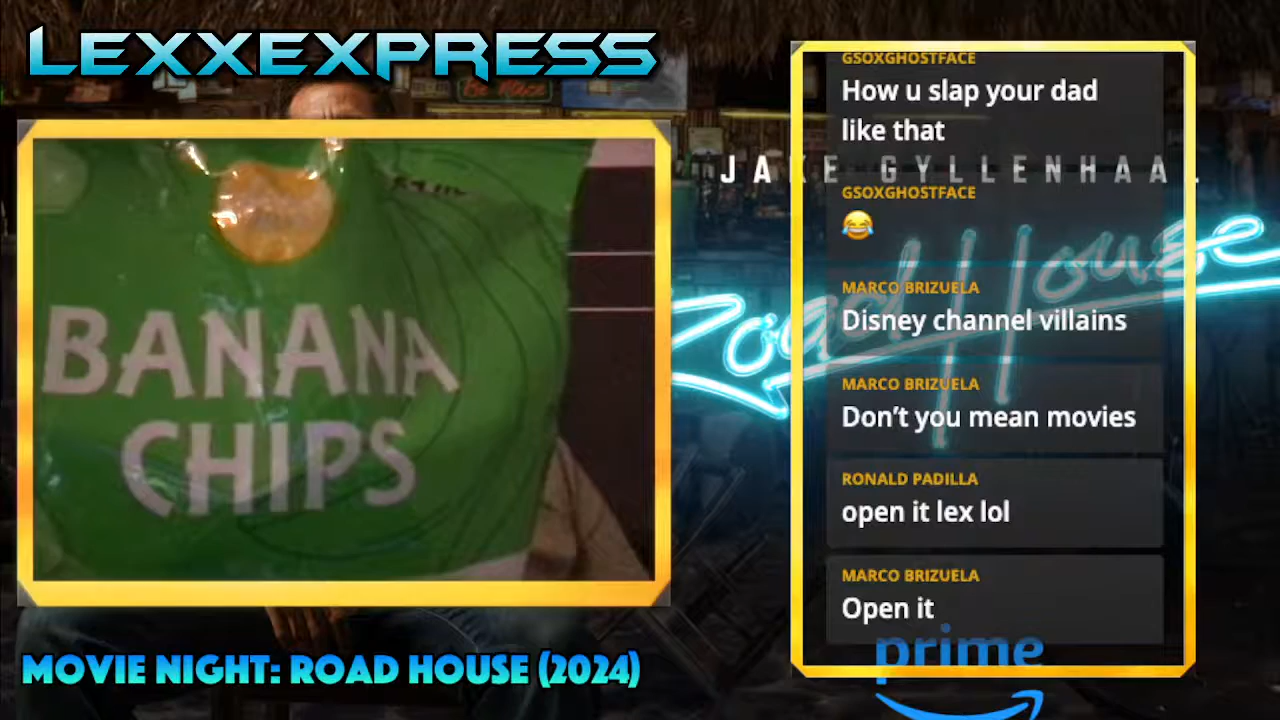 LEXXEXPRESS
BANANA
CHIPS
MOVIE NIGHT: ROAD HOUSE (2024)
GSOXGHOSTFACE
How u slap your dad
like that
JAKE GYLLENHAAL
GSOXGHOSTFACE
😂
Road House
MARCO BRIZUELA
Disney channel villains
MARCO BRIZUELA
Don't you mean movies
RONALD PADILLA
open it lex lol
MARCO BRIZUELA
Open it
prime